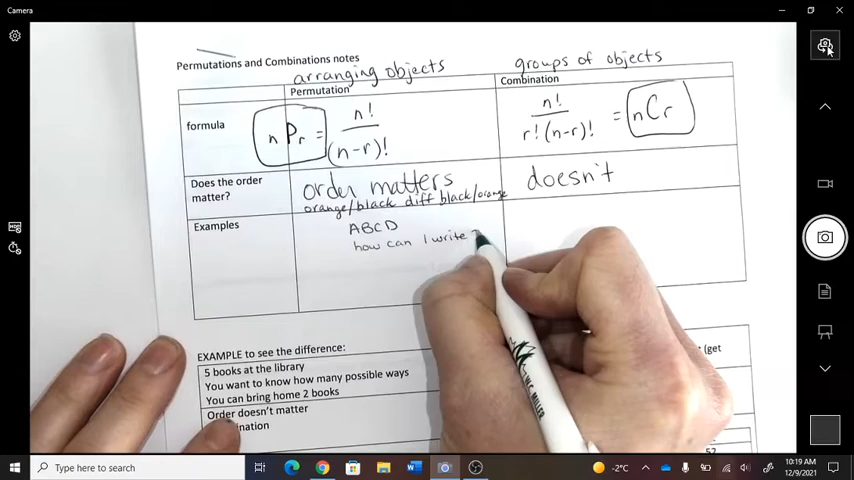 Camera
Permutations and Combinations notes
arranging objects
groups of objects
Permutation
Combination
formula
nPr = n! / (n-r)!
n! / r!(n-r)! = nCr
Does the order
matter?
order matters
orange/black diff black/orange
doesn't
Examples
ABCD
how can I write
EXAMPLE to see the difference:
5 books at the library
You want to know how many possible ways
You can bring home 2 books
Order doesn't matter
(get
52
MILLER
Type here to search
-2°C
10:19 AM
12/9/2021